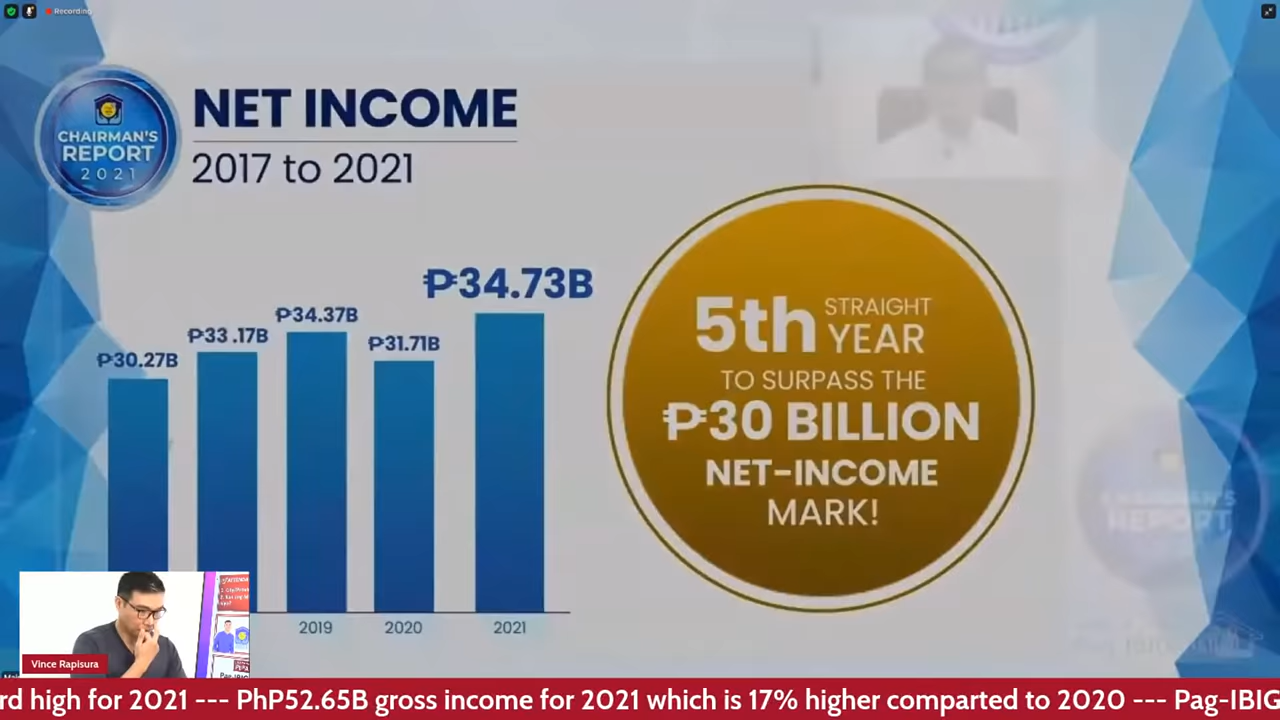 Recording
CHAIRMAN'S
REPORT
2021
NET INCOME
2017 to 2021
₱30.27B
₱33.17B
₱34.37B
₱31.71B
₱34.73B
2019
2020
2021
5th STRAIGHT
YEAR
TO SURPASS THE
₱30 BILLION
NET-INCOME
MARK!
CHAIRMAN'S
REPORT
Vince Rapisura
rd high for 2021 --- PhP52.65B gross income for 2021 which is 17% higher comparted to 2020 --- Pag-IBIG